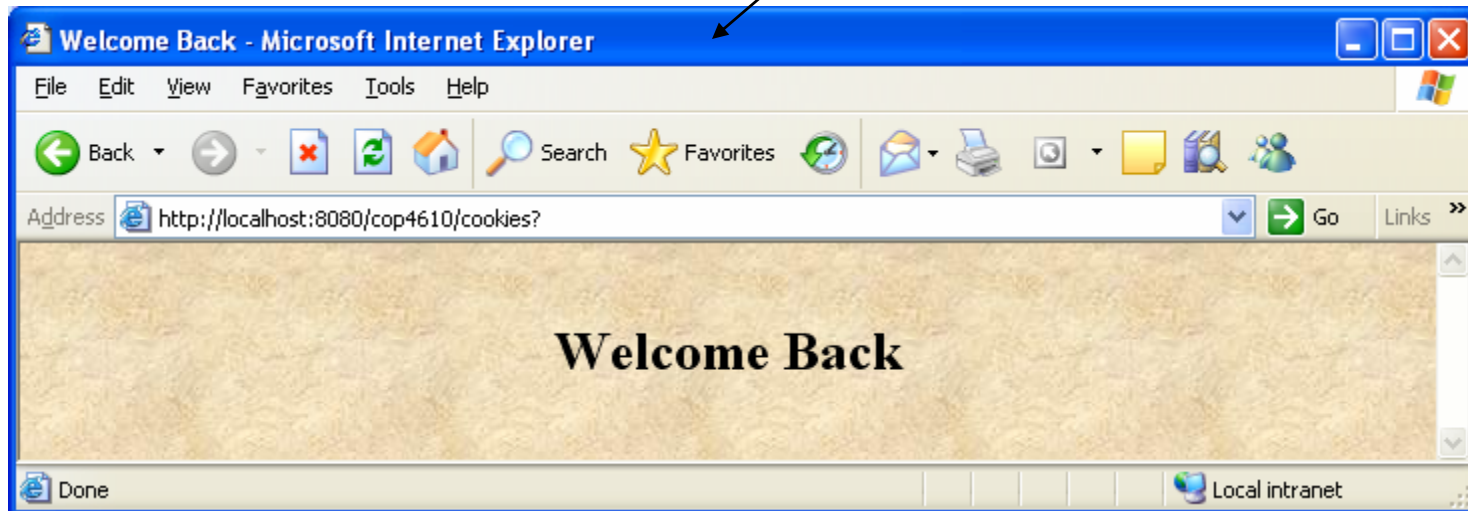 Welcome Back - Microsoft Internet Explorer
File Edit View Favorites Tools Help
Back Search Favorites
Address http://localhost:8080/cop4610/cookies? Go Links »
Welcome Back
Done Local intranet